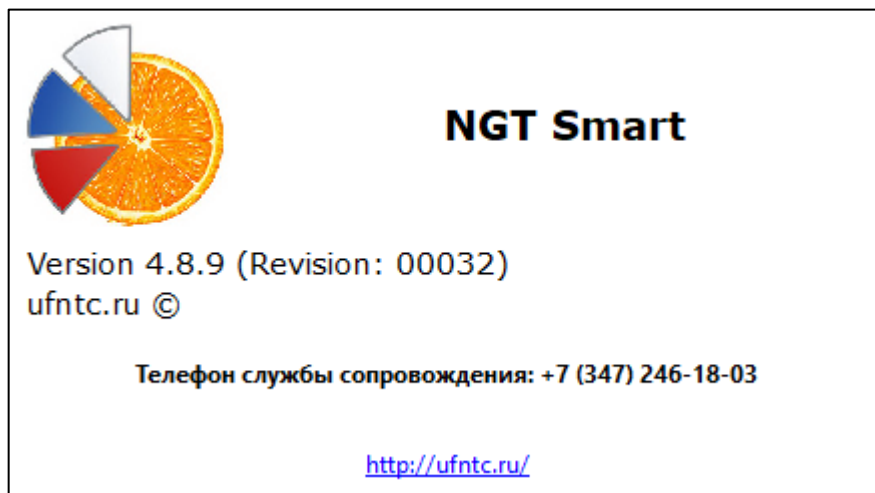 NGT Smart
Version 4.8.9 (Revision: 00032)
ufntc.ru ©
Телефон службы сопровождения: +7 (347) 246-18-03
http://ufntc.ru/